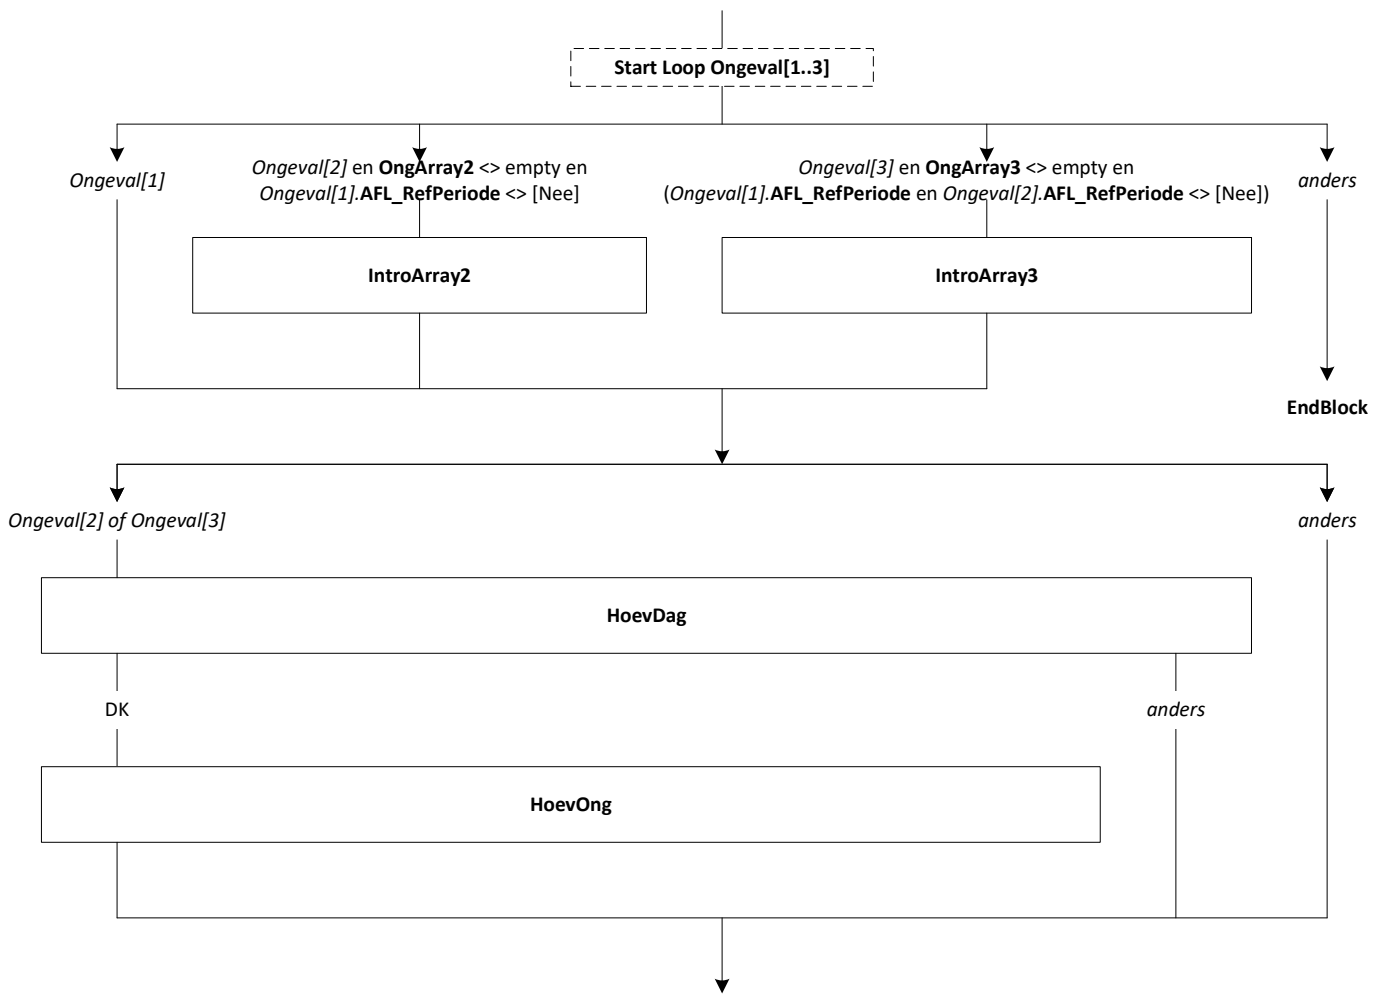 Start Loop Ongeval[1..3]
Ongeval[1]
Ongeval[2] en OngArray2 <> empty en
Ongeval[1].AFL_RefPeriode <> [Nee]
Ongeval[3] en OngArray3 <> empty en
(Ongeval[1].AFL_RefPeriode en Ongeval[2].AFL_RefPeriode <> [Nee])
anders
IntroArray2
IntroArray3
EndBlock
Ongeval[2] of Ongeval[3]
anders
HoevDag
DK
anders
HoevOng